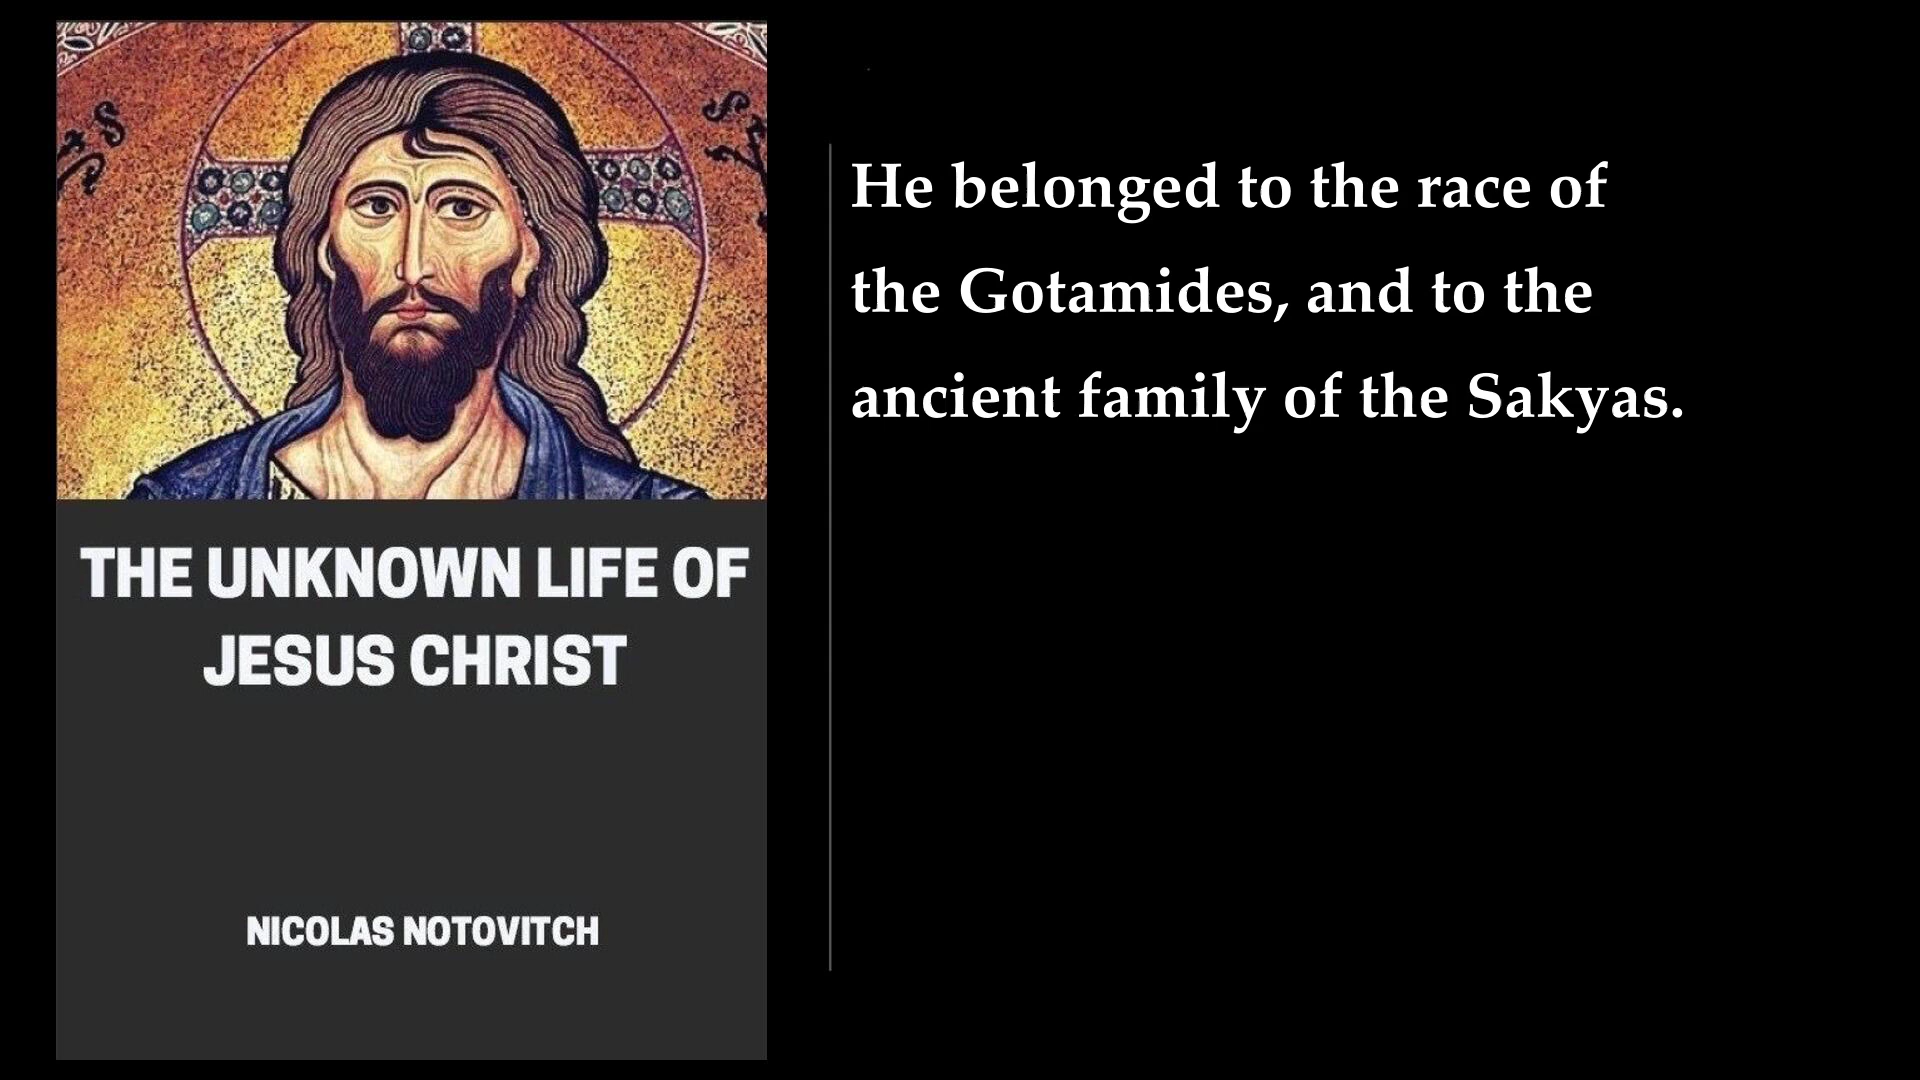 THE UNKNOWN LIFE OF
JESUS CHRIST
NICOLAS NOTOVITCH
He belonged to the race of
the Gotamides, and to the
ancient family of the Sakyas.